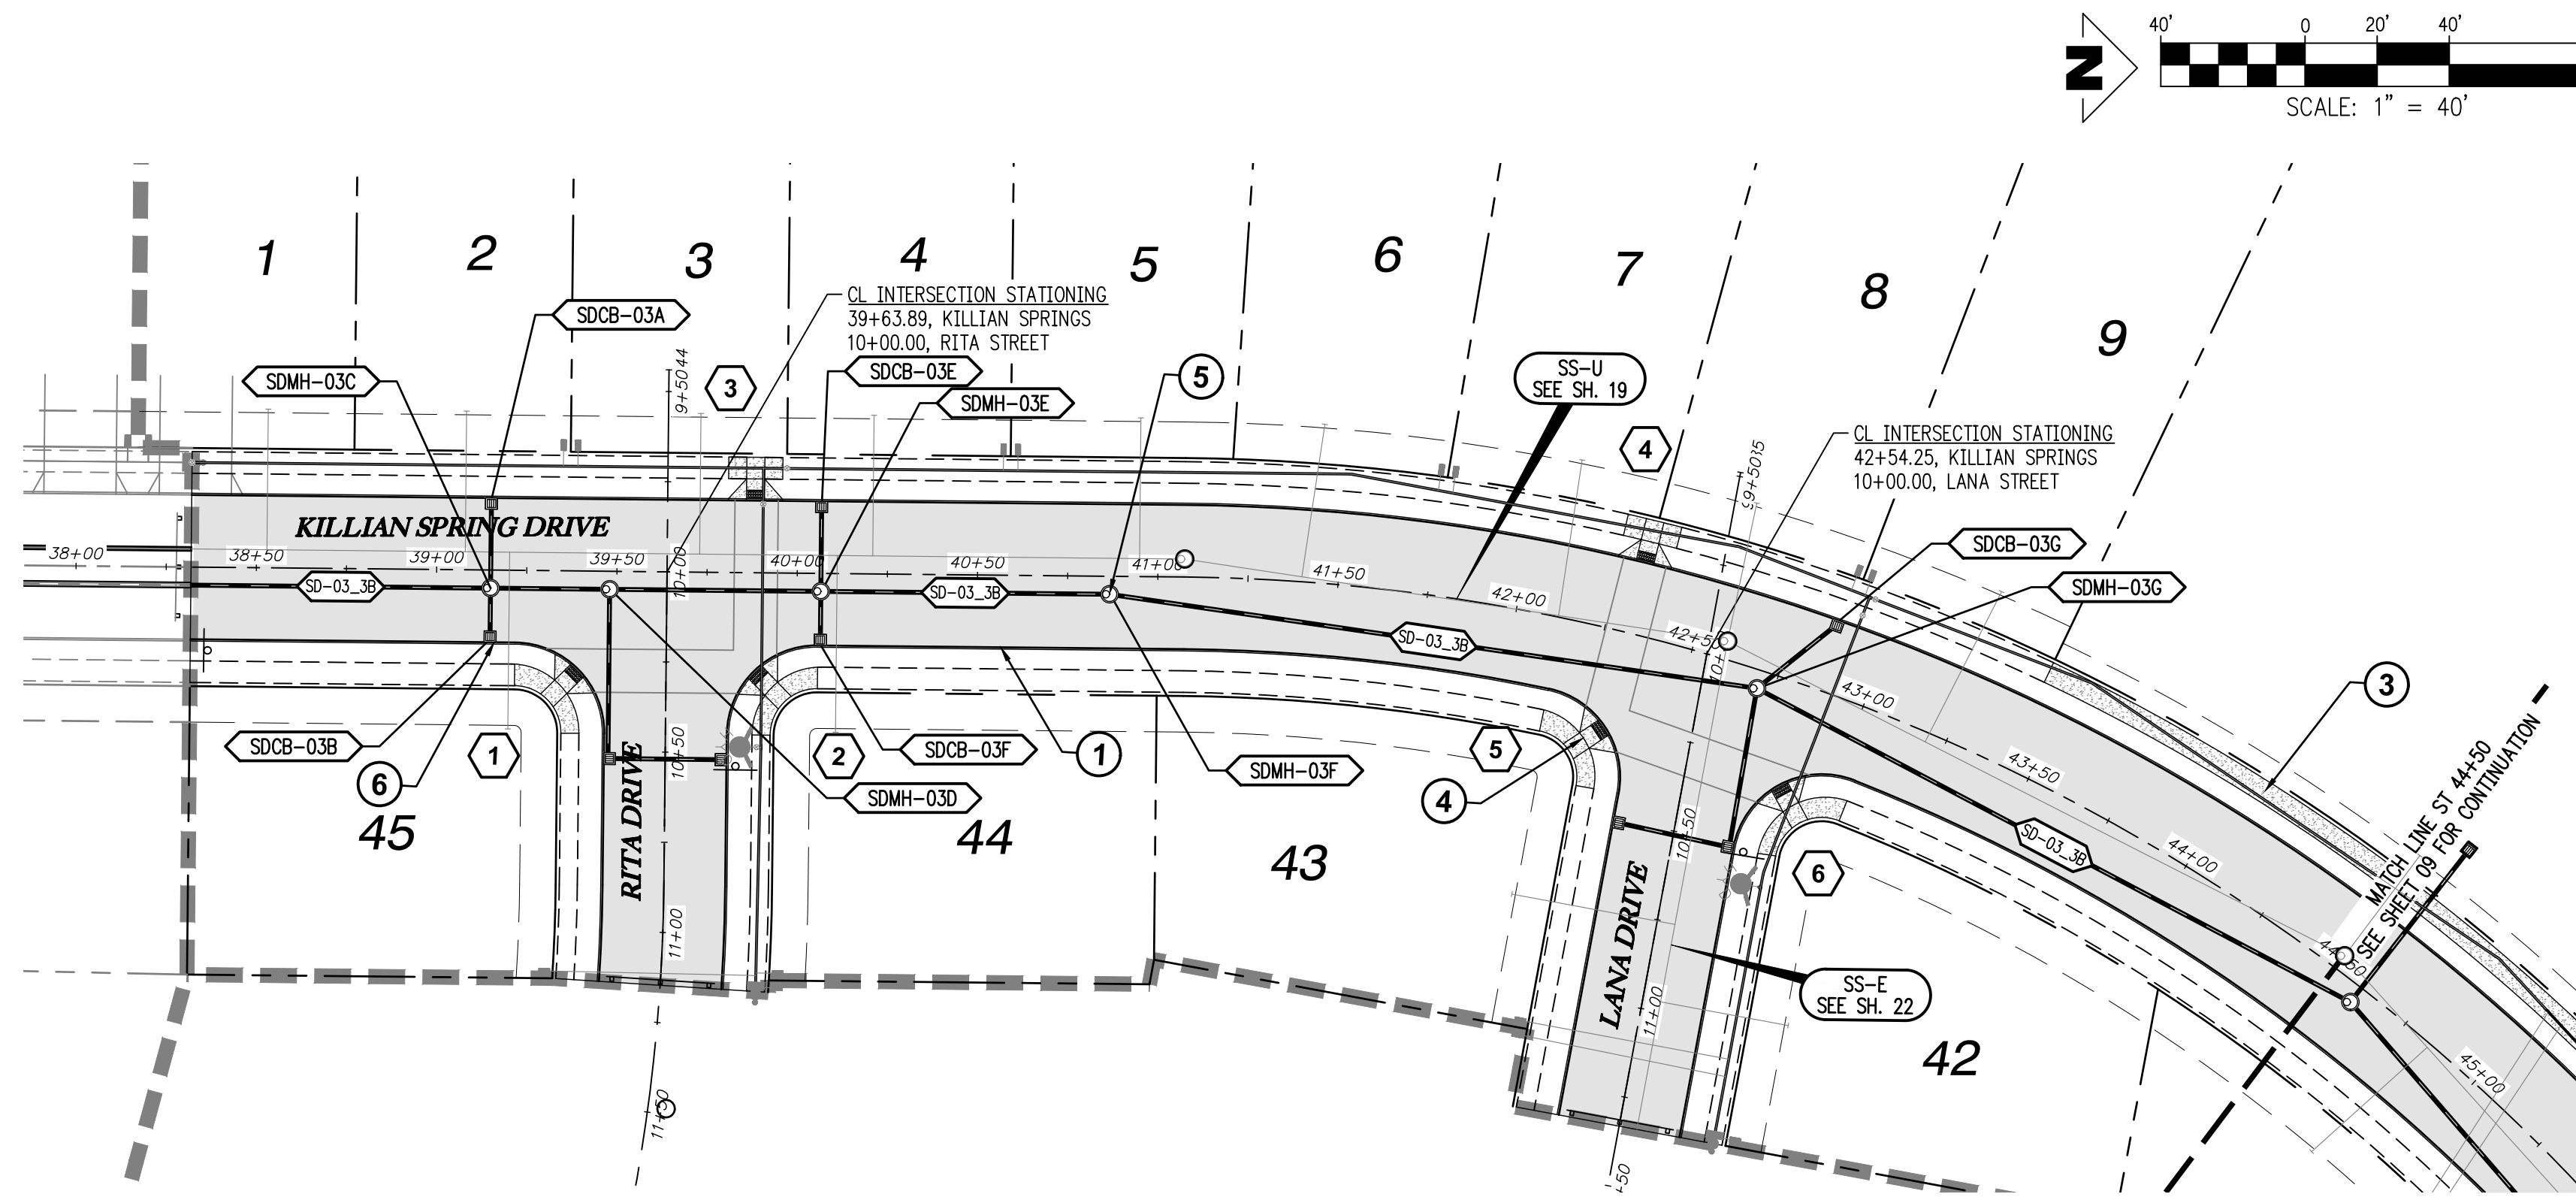 40' 0 20' 40'
N
SCALE: 1" = 40'
1
2
3
4
5
6
7
8
9
SDCB-03A
CL INTERSECTION STATIONING
39+63.89, KILLIAN SPRINGS
10+00.00, RITA STREET
SDMH-03C
3
SDCB-03E
SDMH-03E
5
SS-U
SEE SH. 19
4
CL INTERSECTION STATIONING
42+54.25, KILLIAN SPRINGS
10+00.00, LANA STREET
SDCB-03G
SDMH-03G
KILLIAN SPRING DRIVE
38+00
38+50
39+00
39+50
40+00
40+50
41+00
41+50
42+00
42+50
43+00
43+50
44+00
44+50
45+00
SD-03_3B
SD-03_3B
SD-03_3B
SD-03_3B
10+00
10+50
11+00
11+50
RITA DRIVE
SDCB-03B
6
1
2
SDCB-03F
1
SDMH-03D
SDMH-03F
5
4
3
45
44
43
42
10+50
11+00
LANA DRIVE
6
SS-E
SEE SH. 22
MATCH LINE ST 44+50
SEE SHEET 09 FOR CONTINUATION